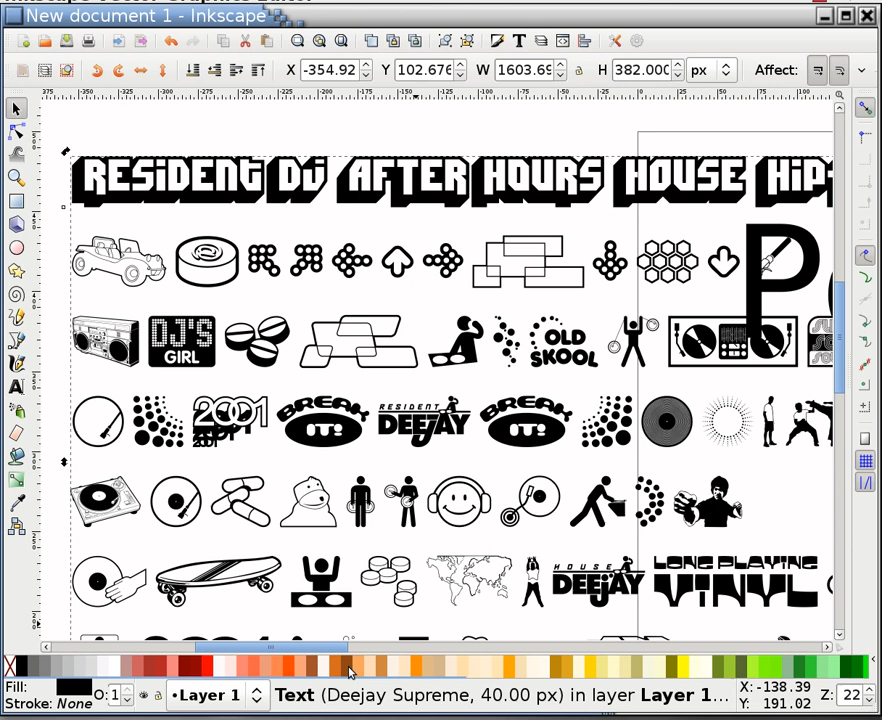 New document 1 - Inkscape
X -354.92 Y 102.676 W 1603.69 H 382.000 px Affect:
RESIDENT DJ AFTER HOURS HOUSE HIP
P
DJ'S
GIRL
OLD
SKOOL
2001
BREAK
IT!
RESIDENT
DEEJAY
BREAK
IT!
HOUSE
DEEJAY
LONG PLAYING
VINYL
Fill:
Stroke: None
O: 1
•Layer 1
Text (Deejay Supreme, 40.00 px) in layer Layer 1...
X: -138.39
Y: 191.02
Z: 22